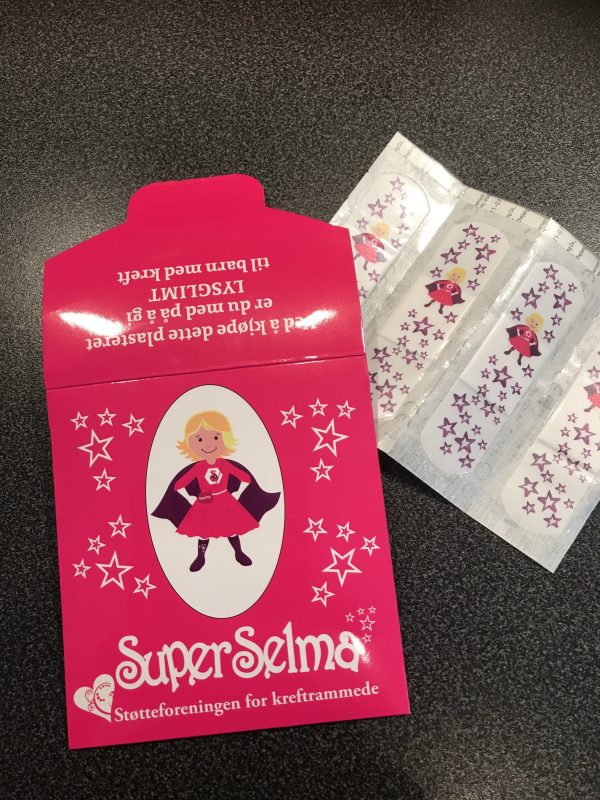 Ved å kjøpe dette plasteret
er du med på å gi
LYSGLIMT
til barn med kreft
SuperSelma
Støtteforeningen for kreftrammede